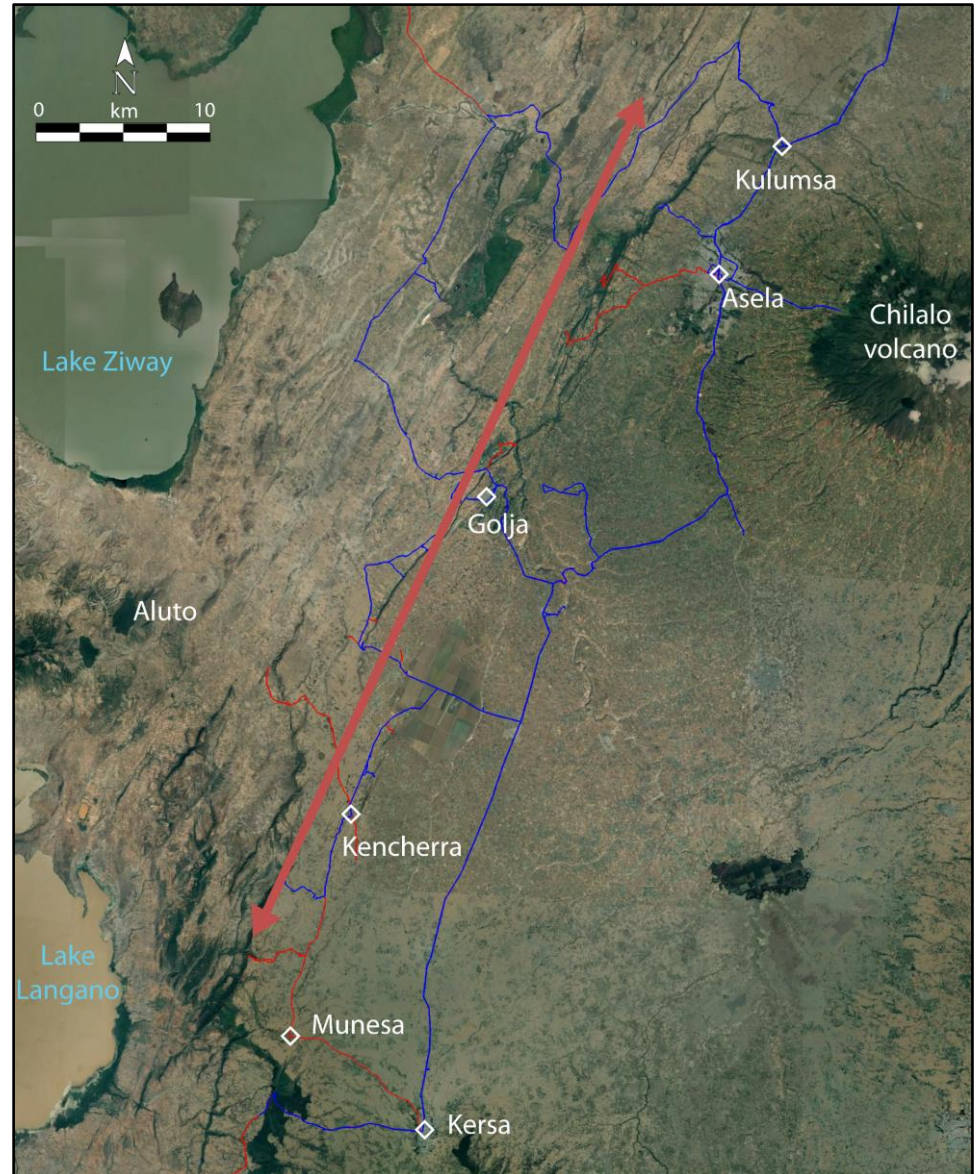 N
0 km 10
Kulumsa
Asela
Chilalo
volcano
Lake Ziway
Golja
Aluto
Kencherra
Lake
Langano
Munesa
Kersa